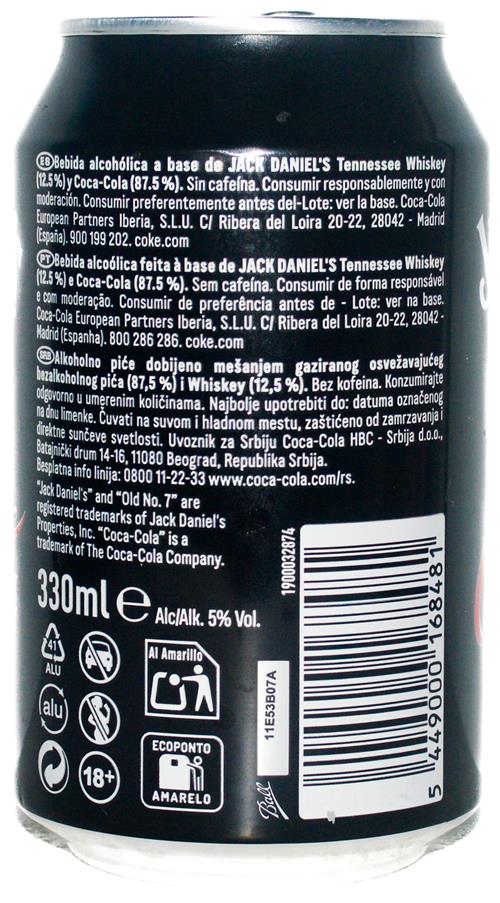 ES Bebida alcohólica a base de JACK DANIEL'S Tennessee Whiskey
(12.5 %) y Coca-Cola (87.5 %). Sin cafeína. Consumir responsablemente y con
moderación. Consumir preferentemente antes del-Lote: ver la base. Coca-Cola
European Partners Iberia, S.L.U. C/ Ribera del Loira 20-22, 28042 - Madrid
(España). 900 199 202. coke.com
PT Bebida alcoólica feita à base de JACK DANIEL'S Tennessee Whiskey
(12.5 %) e Coca-Cola (87.5 %). Sem cafeína. Consumir de forma responsável
e com moderação. Consumir de preferência antes de - Lote: ver na base.
Coca-Cola European Partners Iberia, S.L.U. C/ Ribera del Loira 20-22, 28042 -
Madrid (Espanha). 800 286 286. coke.com
SRB Alkoholno piće dobijeno mešanjem gaziranog osvežavajućeg
bezalkoholnog pića (87,5 %) i Whiskey (12,5 %). Bez kofeina. Konzumirajte
odgovorno u umerenim količinama. Najbolje upotrebiti do: datuma označenog
na dnu limenke. Čuvati na suvom i hladnom mestu, zaštićeno od zamrzavanja i
direktne sunčeve svetlosti. Uvoznik za Srbiju Coca-Cola HBC - Srbija d.o.o.,
Batajnički drum 14-16, 11080 Beograd, Republika Srbija.
Besplatna info linija: 0800 11-22-33 www.coca-cola.com/rs.
"Jack Daniel's" and "Old No. 7" are
registered trademarks of Jack Daniel's
Properties, Inc. "Coca-Cola" is a
trademark of The Coca-Cola Company.
330ml e Alc/Alk. 5% Vol.
41
ALU
alu
18+
Al Amarillo
ECOPONTO
AMARELO
11E53B07A
Ball
1900032874
5 449000 168481